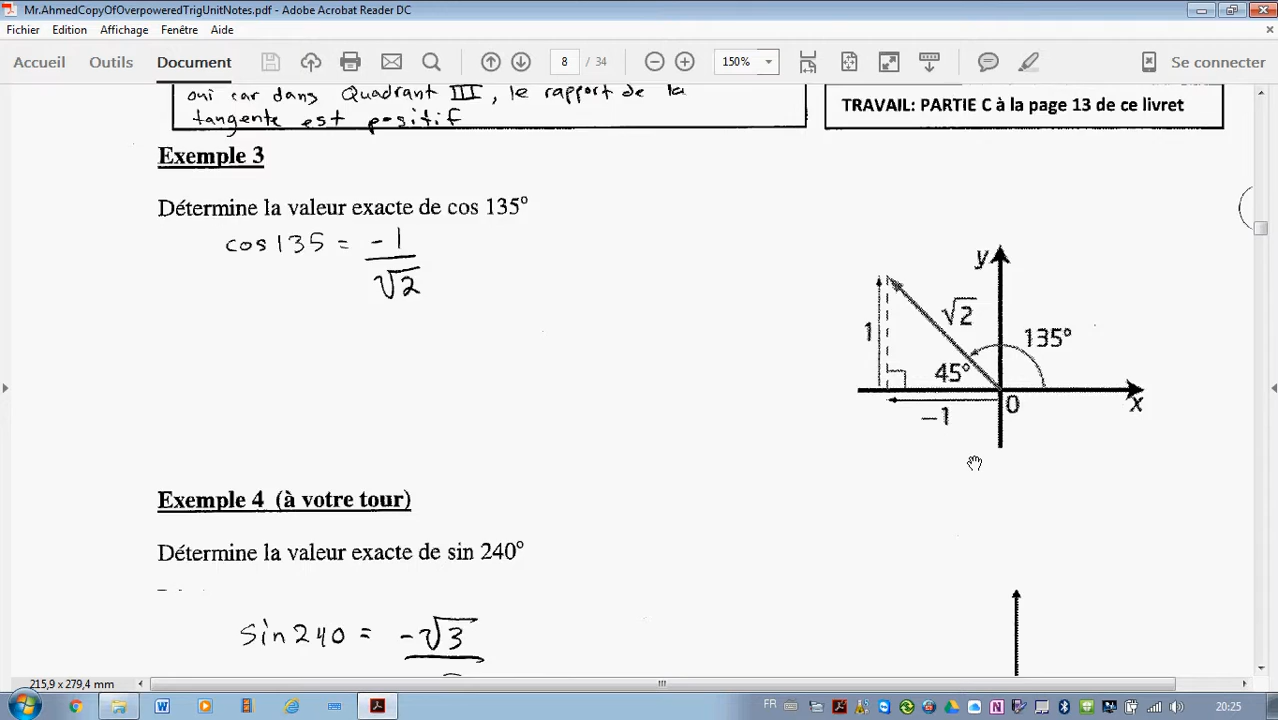 Mr.AhmedCopyOfOverpoweredTrigUnitNotes.pdf - Adobe Acrobat Reader DC
Fichier Edition Affichage Fenêtre Aide
Accueil Outils Document 8 / 34 150% Se connecter
oui car dans Quadrant III, le rapport de la
tangente est positif
TRAVAIL: PARTIE C à la page 13 de ce livret
Exemple 3
Détermine la valeur exacte de cos 135°
cos 135 = -1
√2
y
√2
1
135°
45°
-1
0
x
Exemple 4 (à votre tour)
Détermine la valeur exacte de sin 240°
sin 240 = -√3
215,9 x 279,4 mm
FR 20:25